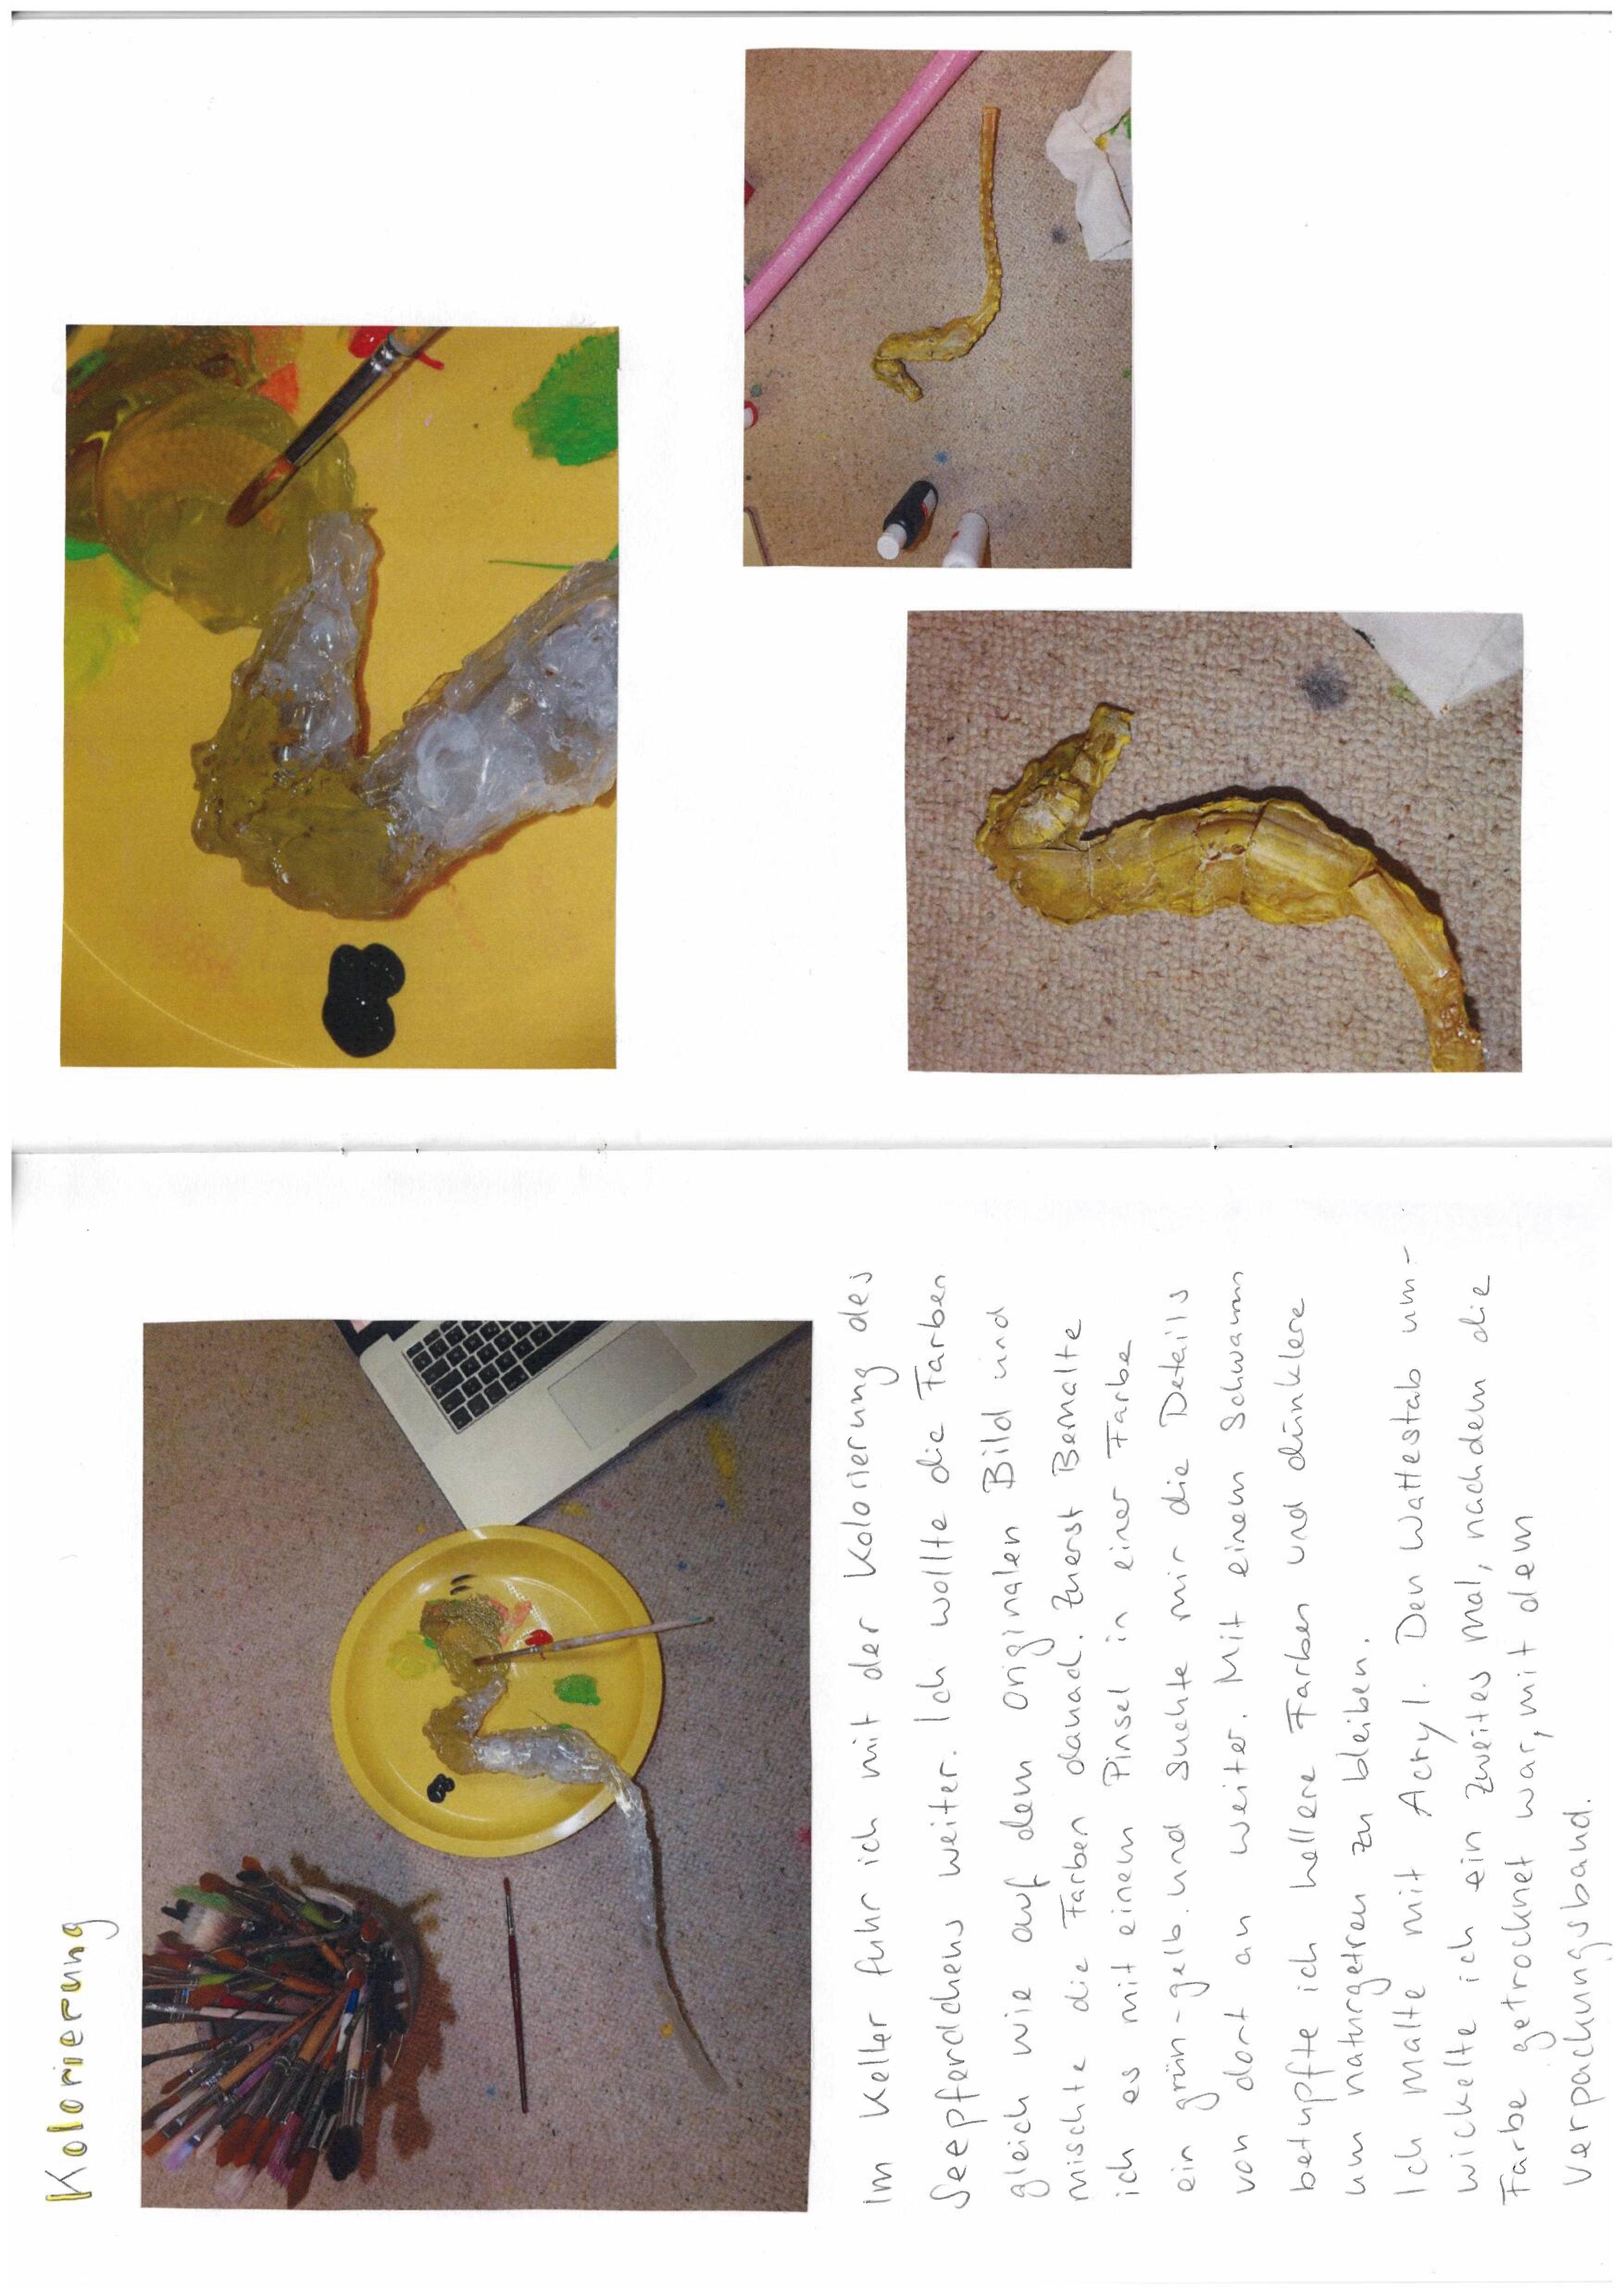 Kolorierung
Im Keller fuhr ich mit der Kolorierung des
Seepferdchens weiter. Ich wollte die Farben
gleich wie auf dem originalen Bild und
mischte die Farben danach. Zuerst Bemalte
ich es mit einem Pinsel in einer Farbe
ein grün-gelb. und suchte mir die Details
von dort an weiter. Mit einem Schwamm
betupfte ich hellere Farben und dünklere
um naturgetreu zu bleiben.
Ich malte mit Acryl. Den Wattestab um-
wickelte ich ein zweites Mal, nachdem die
Farbe getrocknet war, mit dem
Verpackungsband.